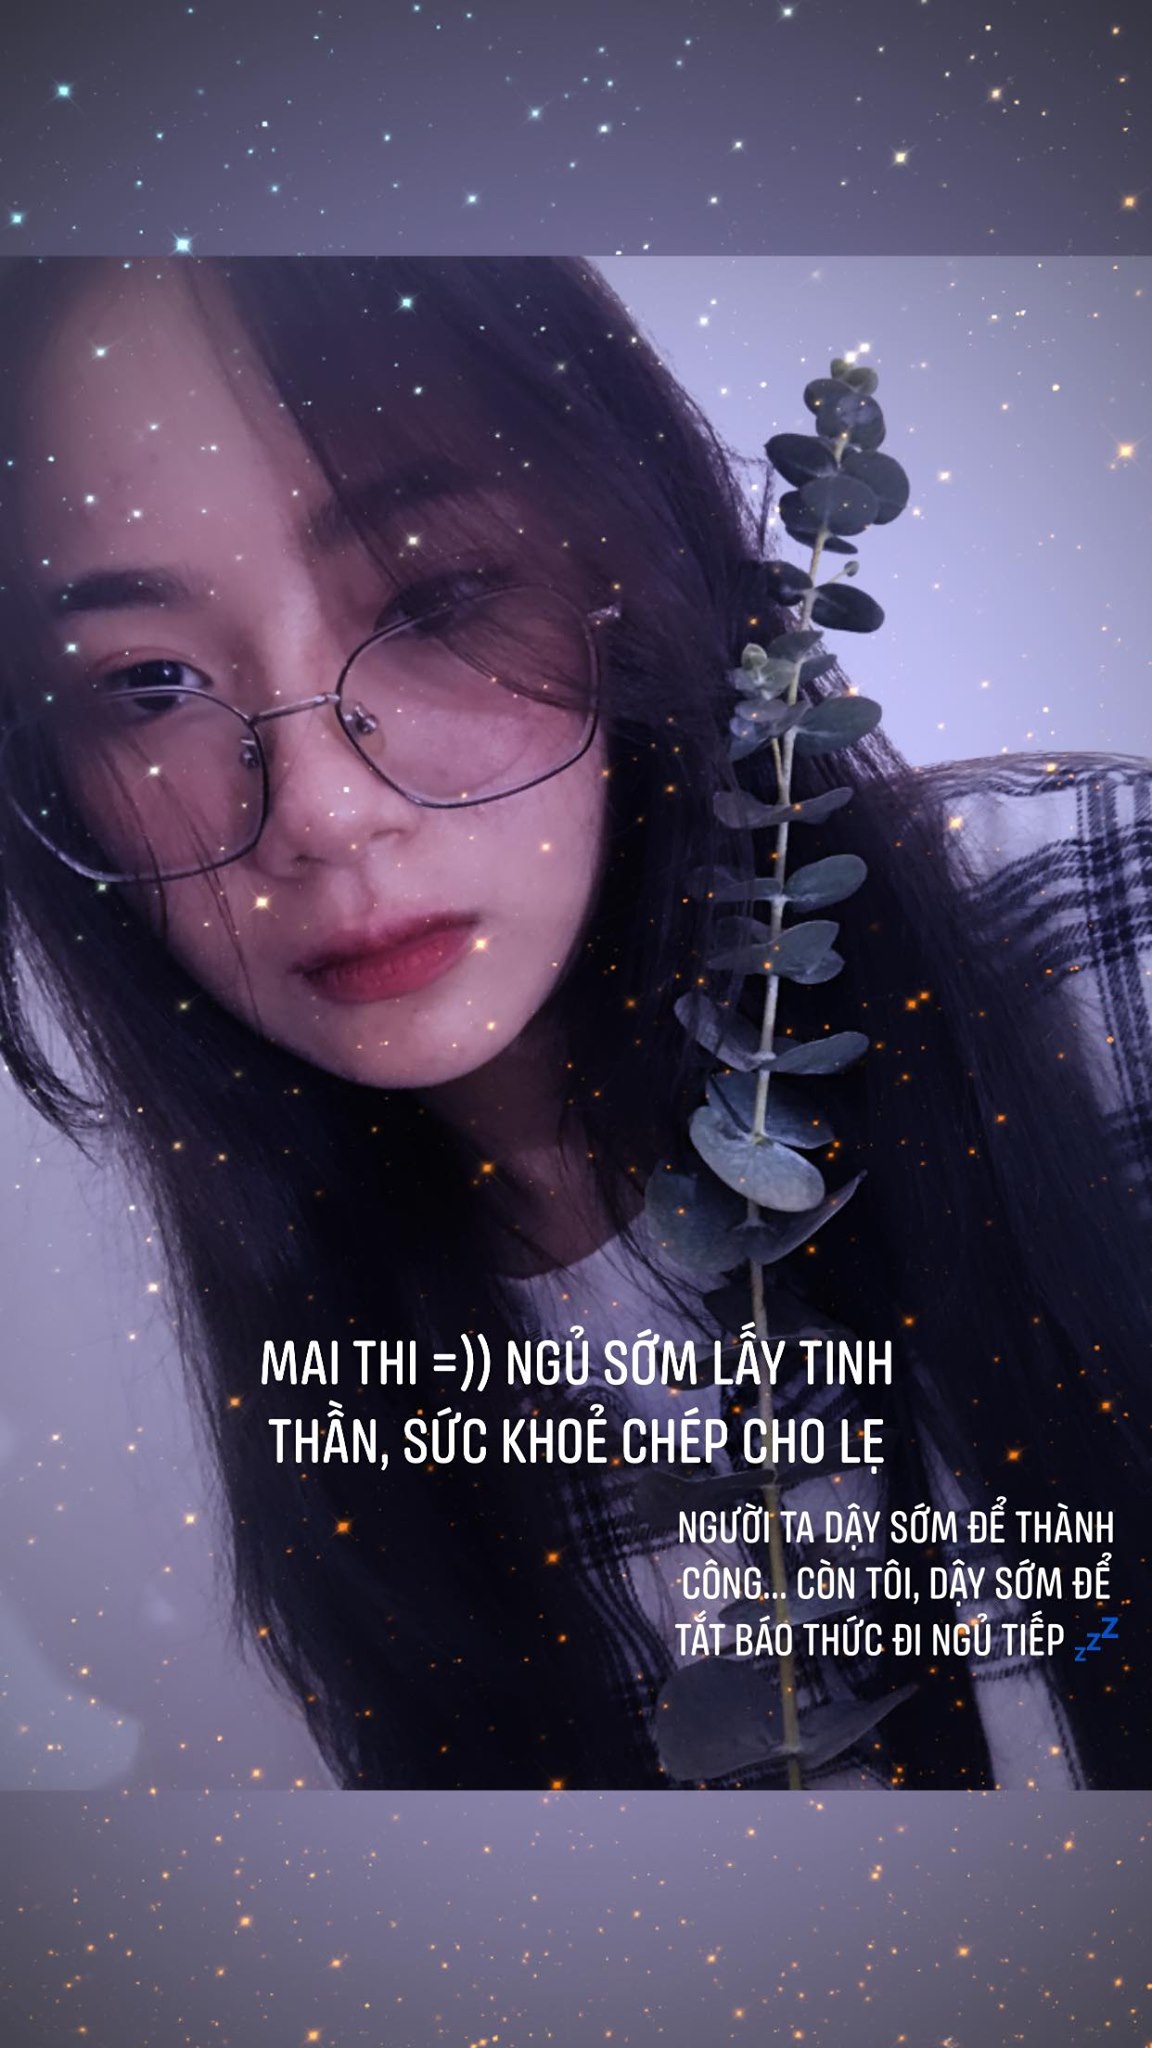 MAI THI =)) NGỦ SỚM LẤY TINH
THẦN, SỨC KHOẺ CHÉP CHO LẸ
NGƯỜI TA DẬY SỚM ĐỂ THÀNH
CÔNG... CÒN TÔI, DẬY SỚM ĐỂ
TẮT BÁO THỨC ĐI NGỦ TIẾP 💤